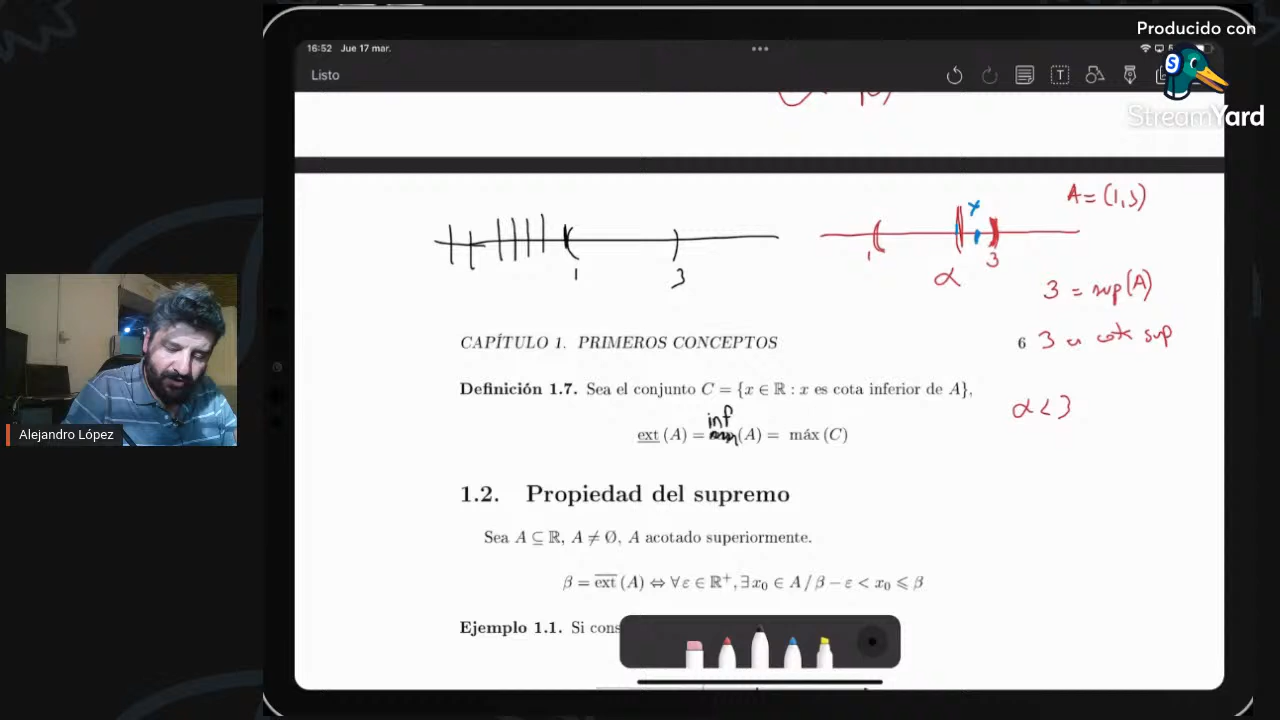 Producido con
StreamYard
16:52 Jue 17 mar.
Listo
T
S
A = (1,3)
x
1
3
1
α
3
3 = sup(A)
CAPÍTULO 1. PRIMEROS CONCEPTOS 6
3 es cota sup
Definición 1.7. Sea el conjunto C = {x ∈ ℝ : x es cota inferior de A},
α < 3
inf
ext (A) = (A) = máx (C)
Alejandro López
1.2. Propiedad del supremo
Sea A ⊆ ℝ, A ≠ Ø, A acotado superiormente.
β = ext (A) ⇔ ∀ ε ∈ ℝ⁺, ∃ x₀ ∈ A / β − ε < x₀ ⩽ β
Ejemplo 1.1. Si cons